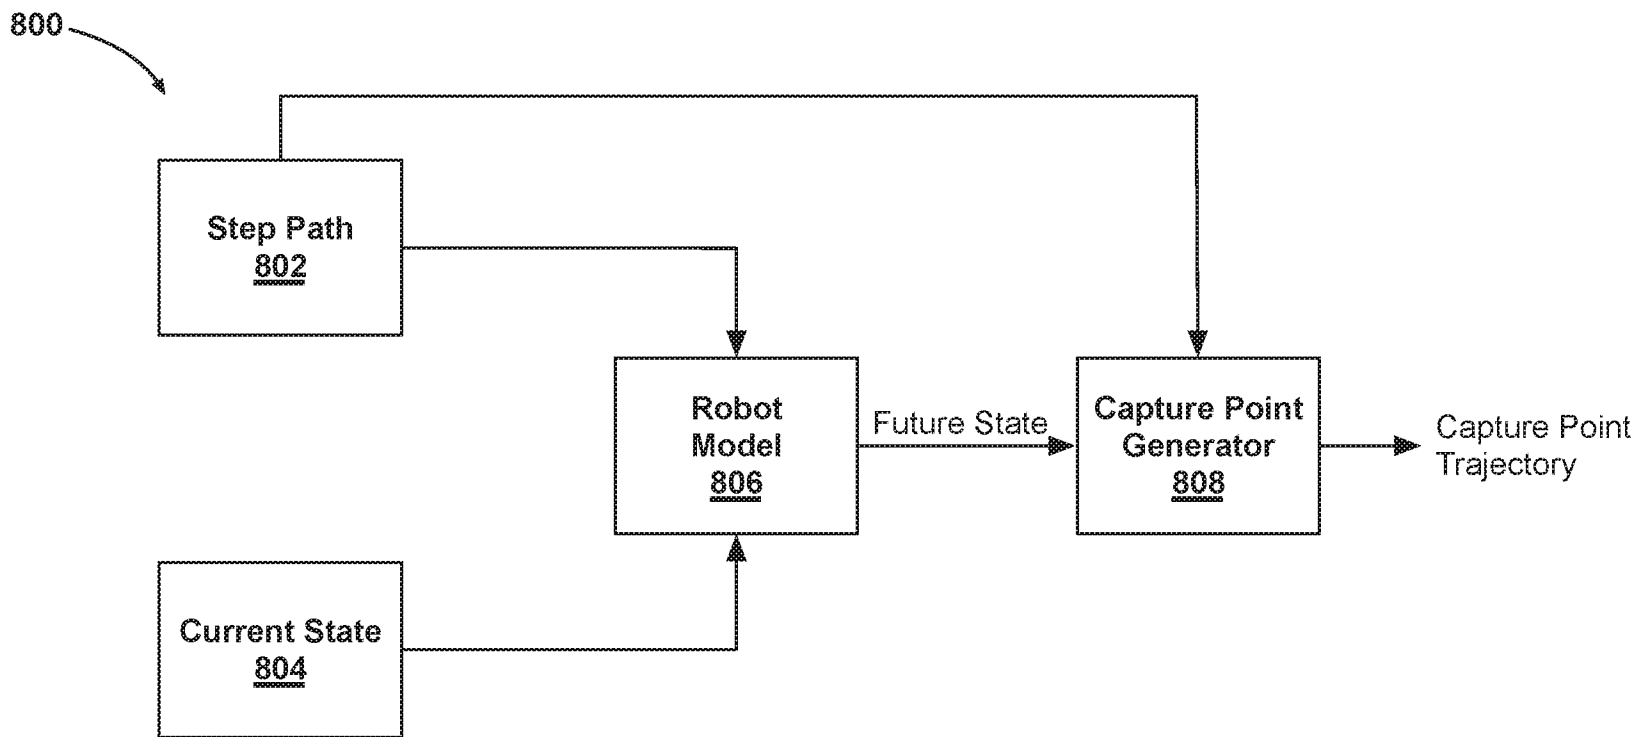 800
Step Path
802
Robot
Model
806
Future State
Capture Point
Generator
808
Capture Point
Trajectory
Current State
804